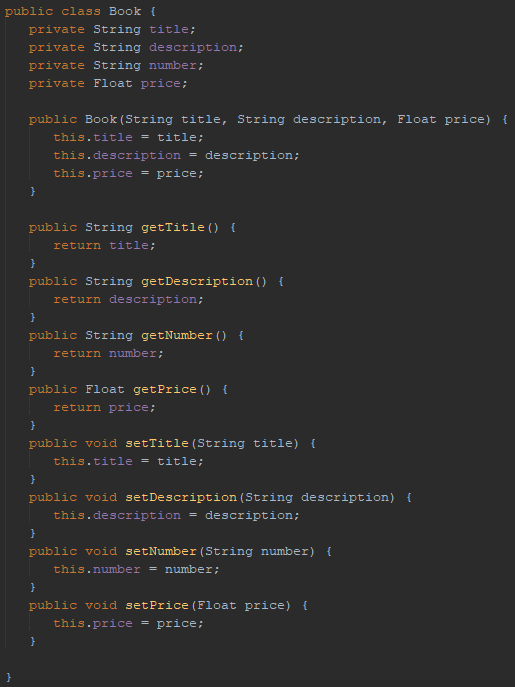 public class Book {
private String title;
private String description;
private String number;
private Float price;
public Book(String title, String description, Float price) {
this.title = title;
this.description = description;
this.price = price;
}
public String getTitle() {
return title;
}
public String getDescription() {
return description;
}
public String getNumber() {
return number;
}
public Float getPrice() {
return price;
}
public void setTitle(String title) {
this.title = title;
}
public void setDescription(String description) {
this.description = description;
}
public void setNumber(String number) {
this.number = number;
}
public void setPrice(Float price) {
this.price = price;
}
}